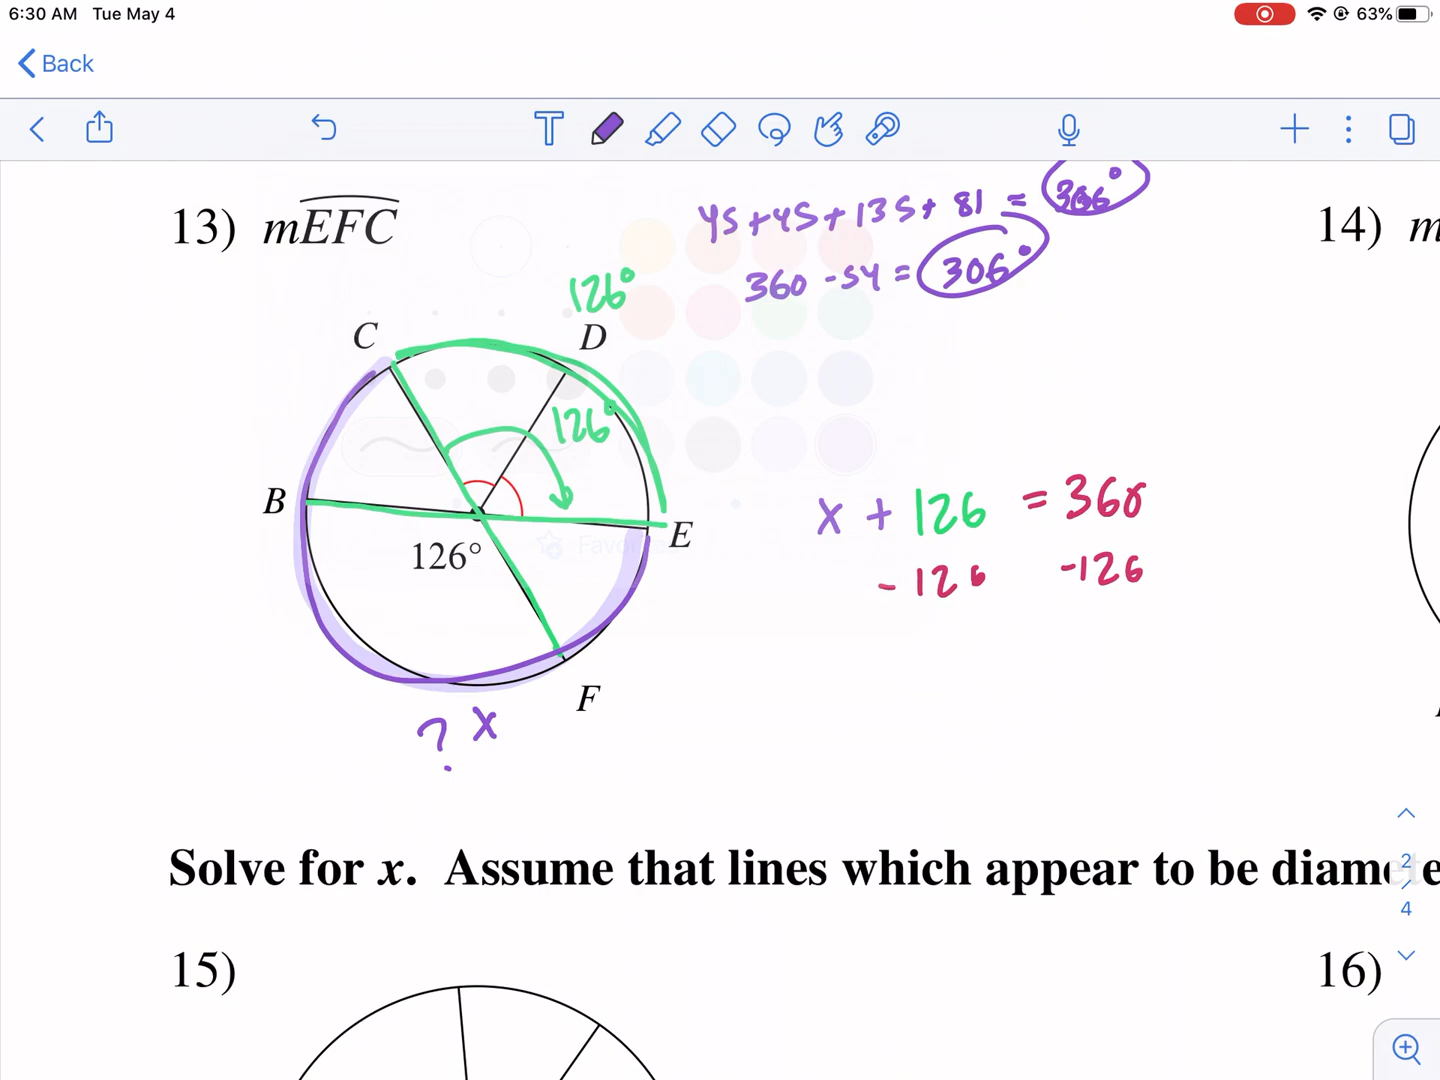 6:30 AM Tue May 4
63%
Back
T
13) mEFC
45+45+135+81 = 306°
360 -54 = 306°
14) m
126°
C
D
126°
B
E
126°
x + 126 = 360
-126 -126
F
? x
Solve for x. Assume that lines which appear to be diame
2
4
15)
16)